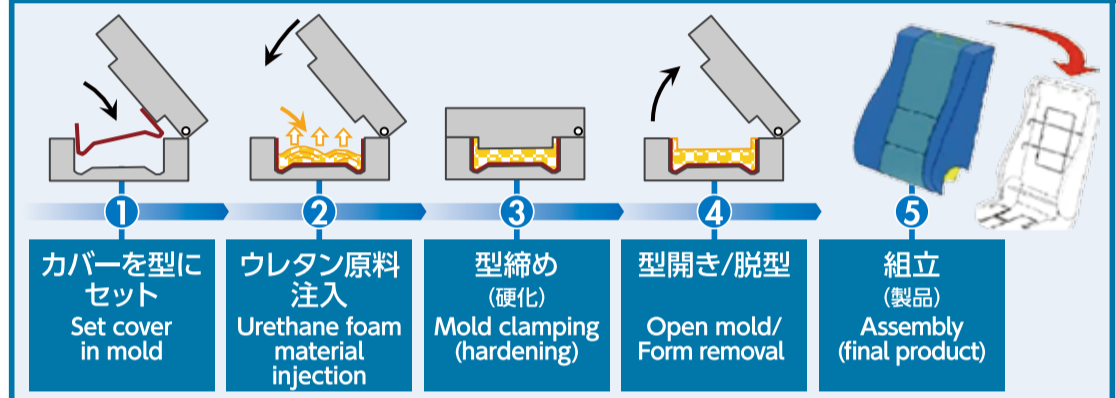 1
カバーを型に
セット
Set cover
in mold
2
ウレタン原料
注入
Urethane foam
material
injection
3
型締め
(硬化)
Mold clamping
(hardening)
4
型開き/脱型
Open mold/
Form removal
5
組立
(製品)
Assembly
(final product)